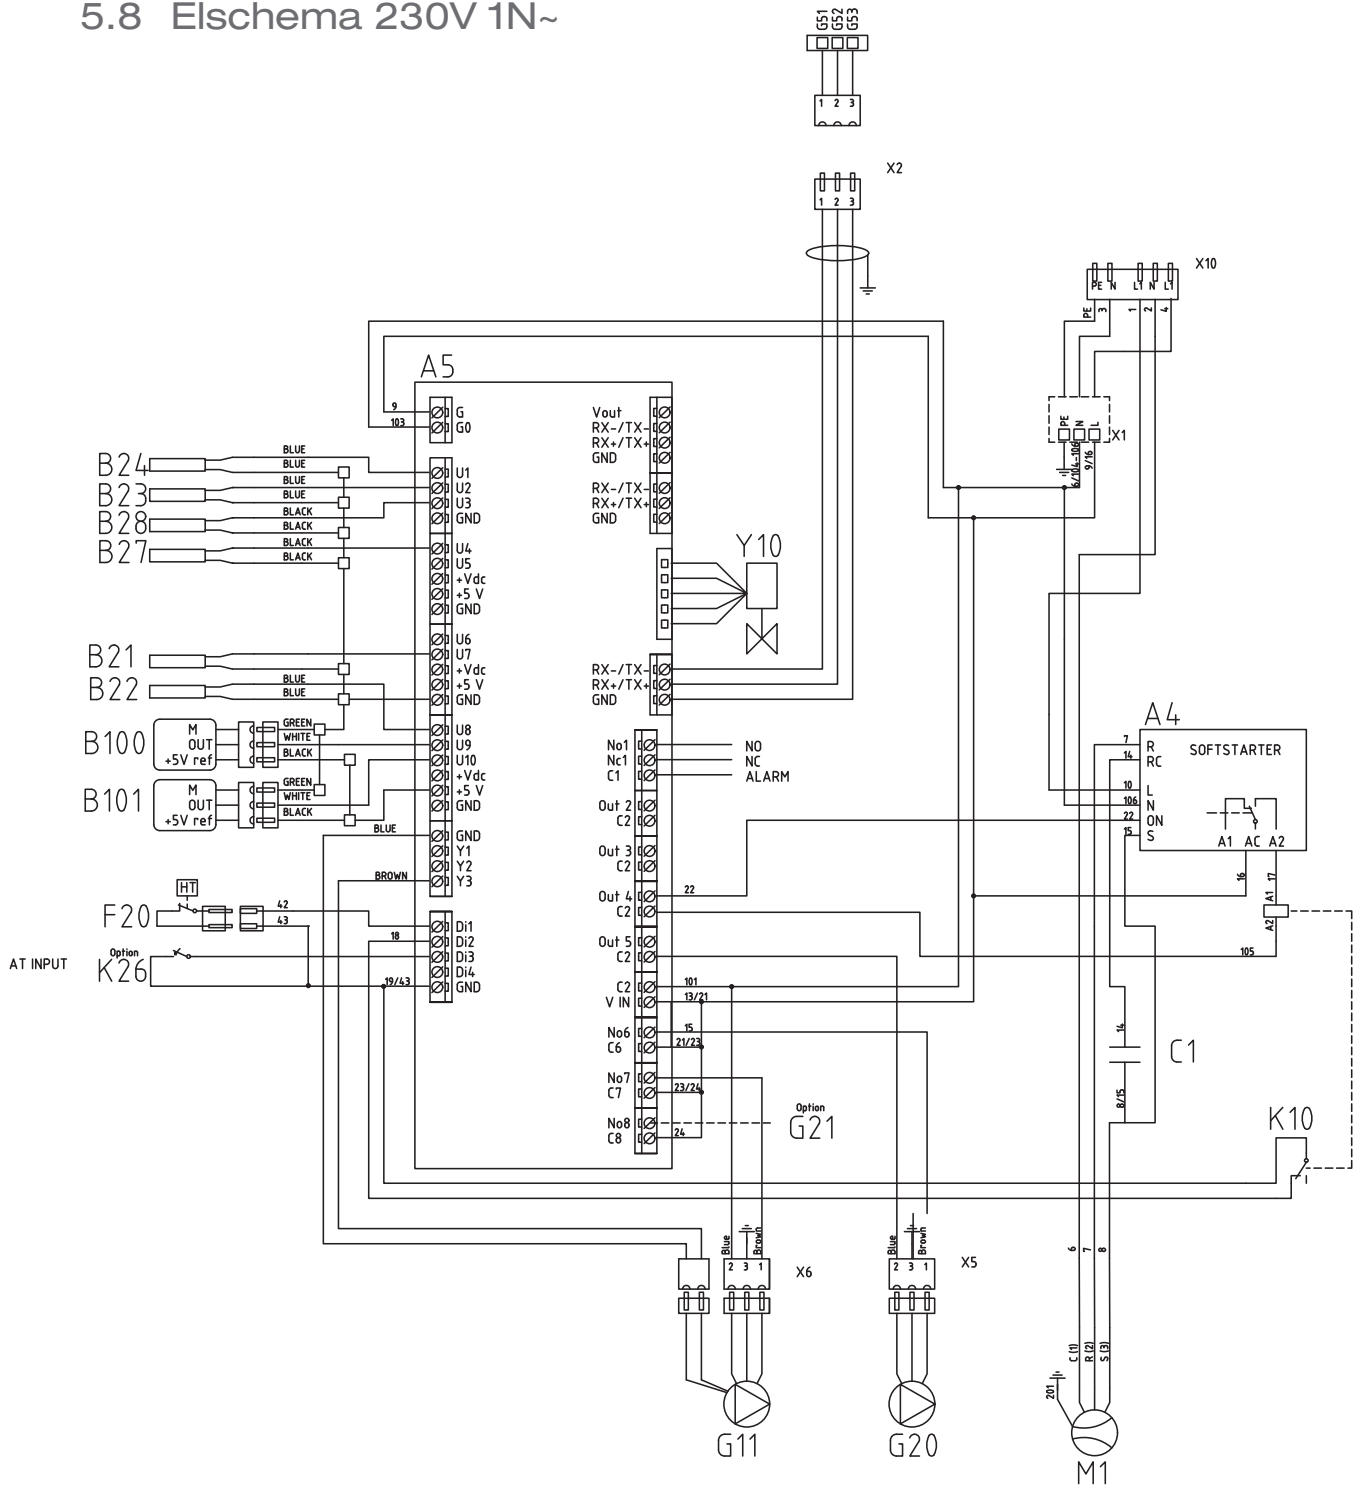 5.8 Elschema 230V 1N~
G51 G52 G53
1 2 3
X2
1 2 3
X10
PE N L1 N L1
PE 3 1 2 4
A5
PE N L
X1
6/104-106 9/16
9 G
103 G0
Vout
RX-/TX-
RX+/TX+
GND
RX-/TX-
RX+/TX+
GND
B24 BLUE
BLUE
B23 BLUE
BLUE
B28 BLACK
BLACK
B27 BLACK
BLACK
U1
U2
U3
GND
U4
U5
+Vdc
+5 V
GND
Y10
B21
B22 BLUE
BLUE
U6
U7
+Vdc
+5 V
GND
RX-/TX-
RX+/TX+
GND
B100
M GREEN
OUT WHITE
+5V ref BLACK
B101
M GREEN
OUT WHITE
+5V ref BLACK
U8
U9
U10
+Vdc
+5 V
GND
BLUE GND
Y1
Y2
BROWN Y3
No1 NO
Nc1 NC
C1 ALARM
Out 2
C2
Out 3
C2
Out 4 22
C2
Out 5
C2
C2 101
V IN 13/21
No6 15
C6 21/23
No7
C7 23/24
No8
C8 24
Option
G21
A4
SOFTSTARTER
7 R
14 RC
10 L
106 N
22 ON
15 S
A1 AC A2
16 17
A1
A2
105
HT
F20 42
43
18
AT INPUT
Option
K26
19/43
Di1
Di2
Di3
Di4
GND
14
C1
8/15
K10
Blue Brown
2 3 1
X6
Blue Brown
2 3 1
X5
6 7 8
C (1) R (2) S (3)
201
G11
G20
M1